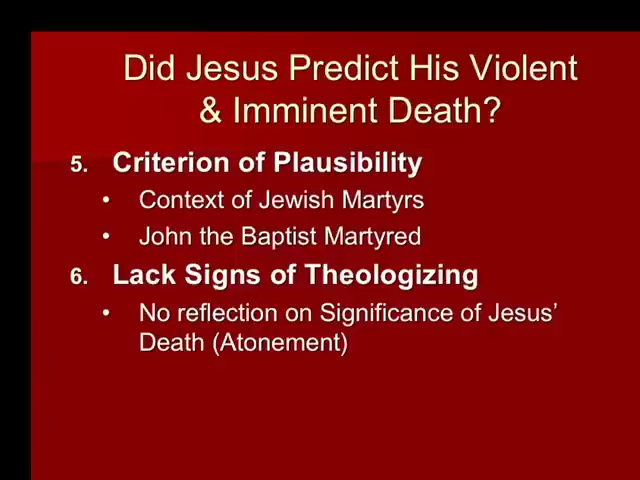 Did Jesus Predict His Violent
& Imminent Death?
5. Criterion of Plausibility
• Context of Jewish Martyrs
• John the Baptist Martyred
6. Lack Signs of Theologizing
• No reflection on Significance of Jesus’
Death (Atonement)